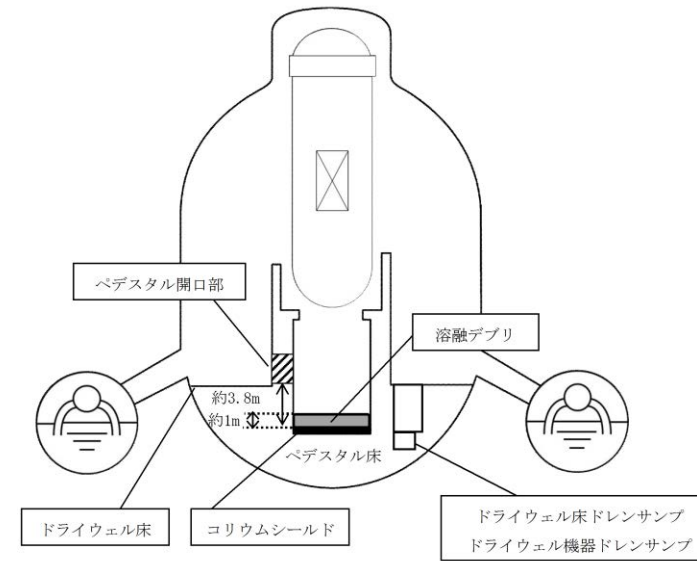 ペデスタル開口部
溶融デブリ
約3.8m
約1m
ペデスタル床
ドライウェル床
コリウムシールド
ドライウェル床ドレンサンプ
ドライウェル機器ドレンサンプ